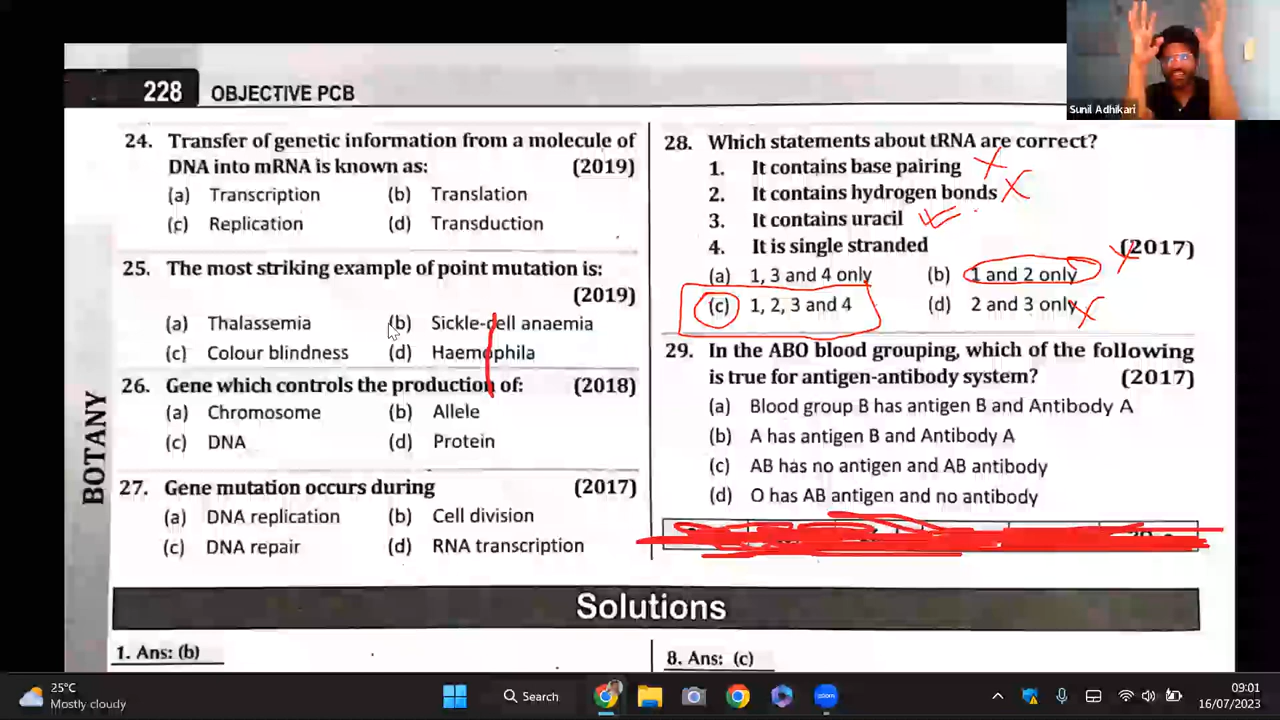 Sunil Adhikari
228 OBJECTIVE PCB
24. Transfer of genetic information from a molecule of
DNA into mRNA is known as: (2019)
(a) Transcription (b) Translation
(c) Replication (d) Transduction
25. The most striking example of point mutation is:
(2019)
(a) Thalassemia (b) Sickle-cell anaemia
(c) Colour blindness (d) Haemophila
26. Gene which controls the production of: (2018)
(a) Chromosome (b) Allele
(c) DNA (d) Protein
27. Gene mutation occurs during (2017)
(a) DNA replication (b) Cell division
(c) DNA repair (d) RNA transcription
BOTANY
28. Which statements about tRNA are correct?
1. It contains base pairing
2. It contains hydrogen bonds
3. It contains uracil
4. It is single stranded (2017)
(a) 1, 3 and 4 only (b) 1 and 2 only
(c) 1, 2, 3 and 4 (d) 2 and 3 only
29. In the ABO blood grouping, which of the following
is true for antigen-antibody system? (2017)
(a) Blood group B has antigen B and Antibody A
(b) A has antigen B and Antibody A
(c) AB has no antigen and AB antibody
(d) O has AB antigen and no antibody
Solutions
1. Ans: (b)
8. Ans: (c)
25°C
Mostly cloudy
Search
09:01
16/07/2023